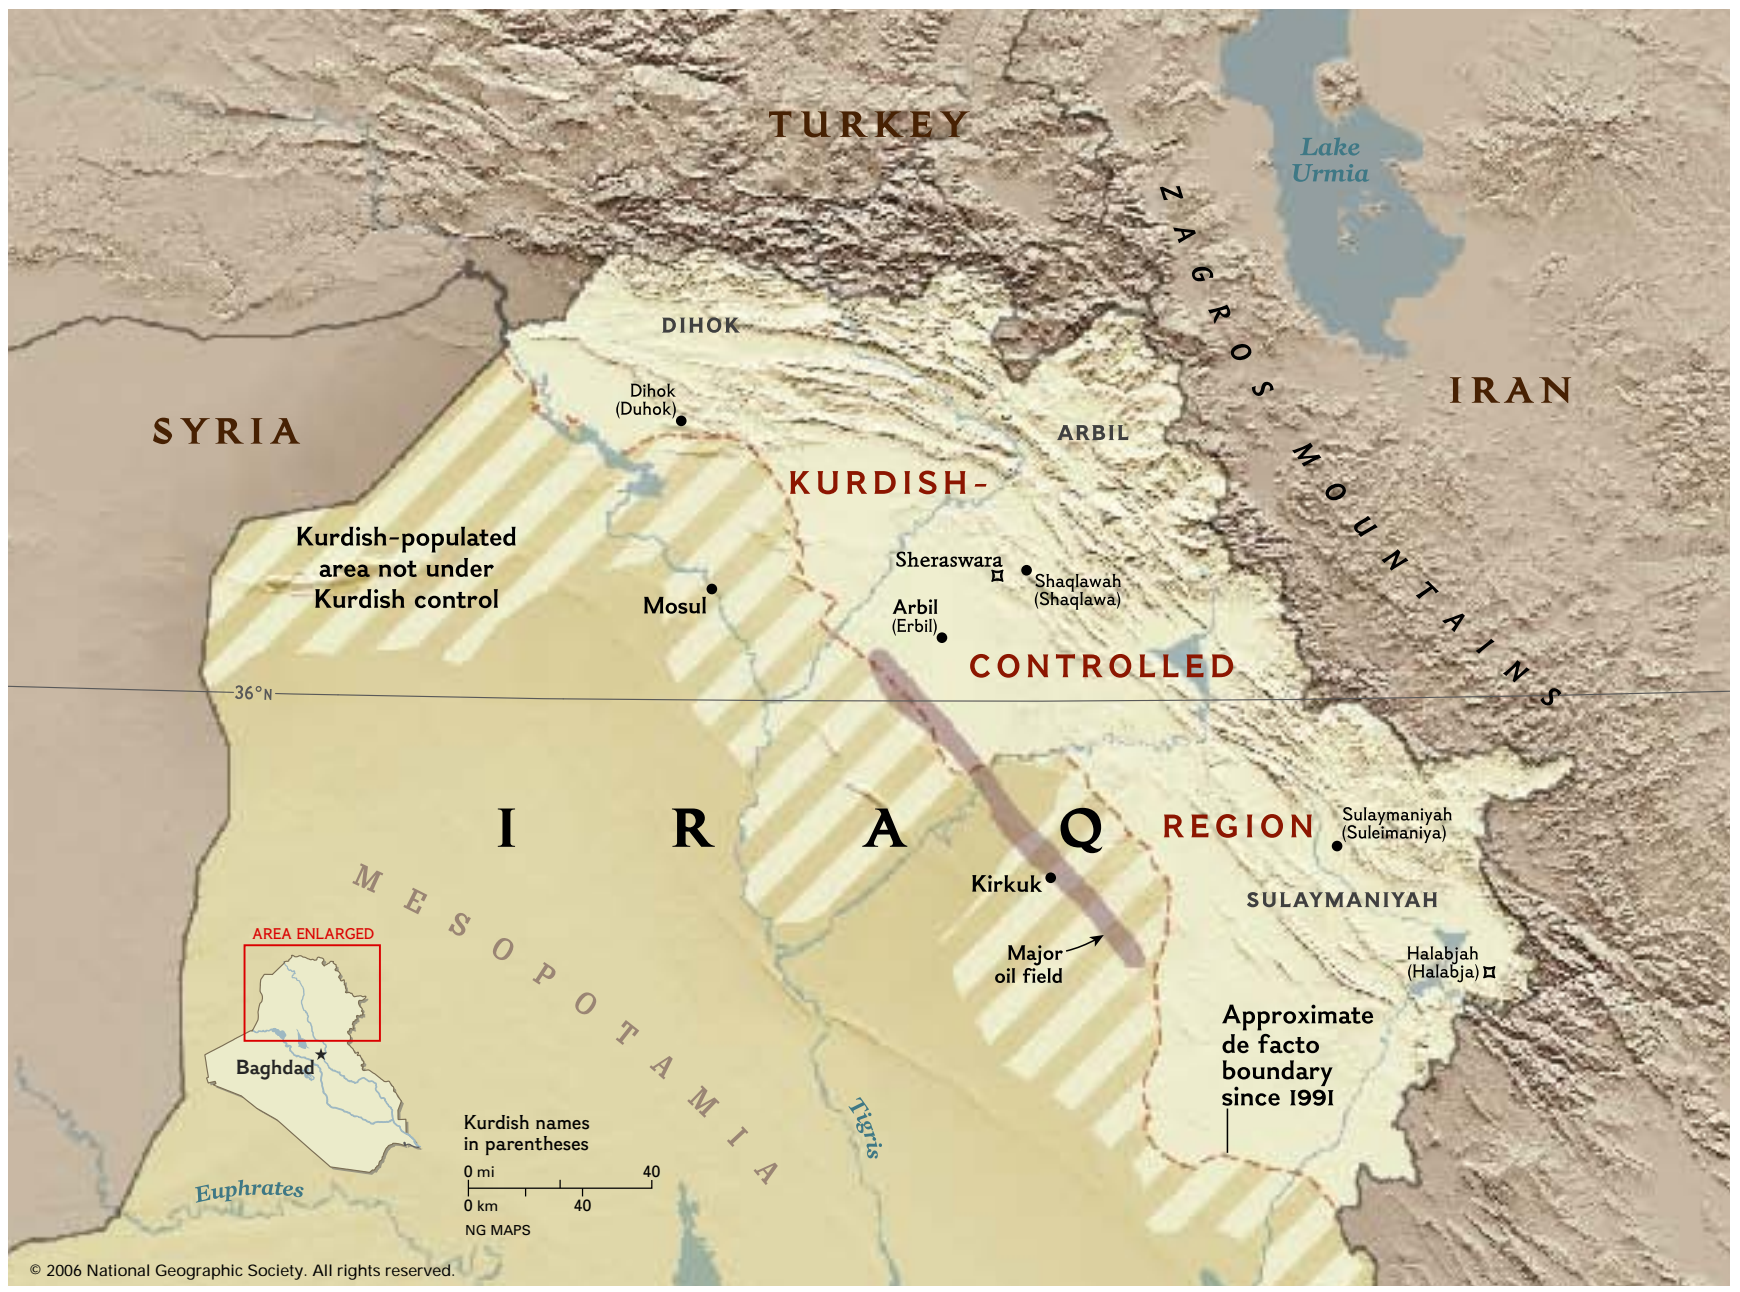 TURKEY
Lake
Urmia
ZAGROS MOUNTAINS
DIHOK
IRAN
SYRIA
Dihok
(Duhok)
ARBIL
KURDISH-
Kurdish-populated
area not under
Kurdish control
Sheraswara
Shaqlawah
(Shaqlawa)
Mosul
Arbil
(Erbil)
CONTROLLED
36°N
IRAQ
REGION
Sulaymaniyah
(Suleimaniya)
MESOPOTAMIA
Kirkuk
SULAYMANIYAH
AREA ENLARGED
Major
oil field
Halabjah
(Halabja)
Approximate
de facto
boundary
since 1991
Baghdad
Tigris
Kurdish names
in parentheses
0 mi 40
0 km 40
NG MAPS
Euphrates
© 2006 National Geographic Society. All rights reserved.